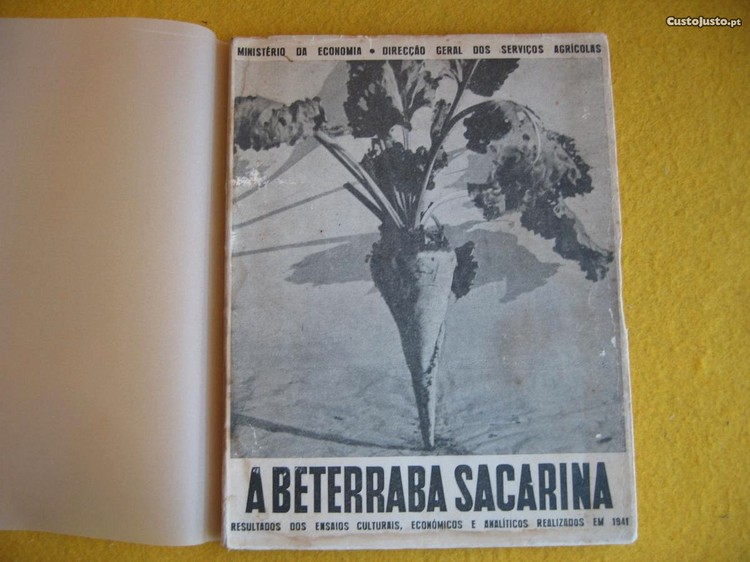 CustoJusto.pt
MINISTÉRIO DA ECONOMIA • DIRECÇÃO GERAL DOS SERVIÇOS AGRÍCOLAS
A BETERRABA SACARINA
RESULTADOS DOS ENSAIOS CULTURAIS, ECONÓMICOS E ANALÍTICOS REALIZADOS EM 1941